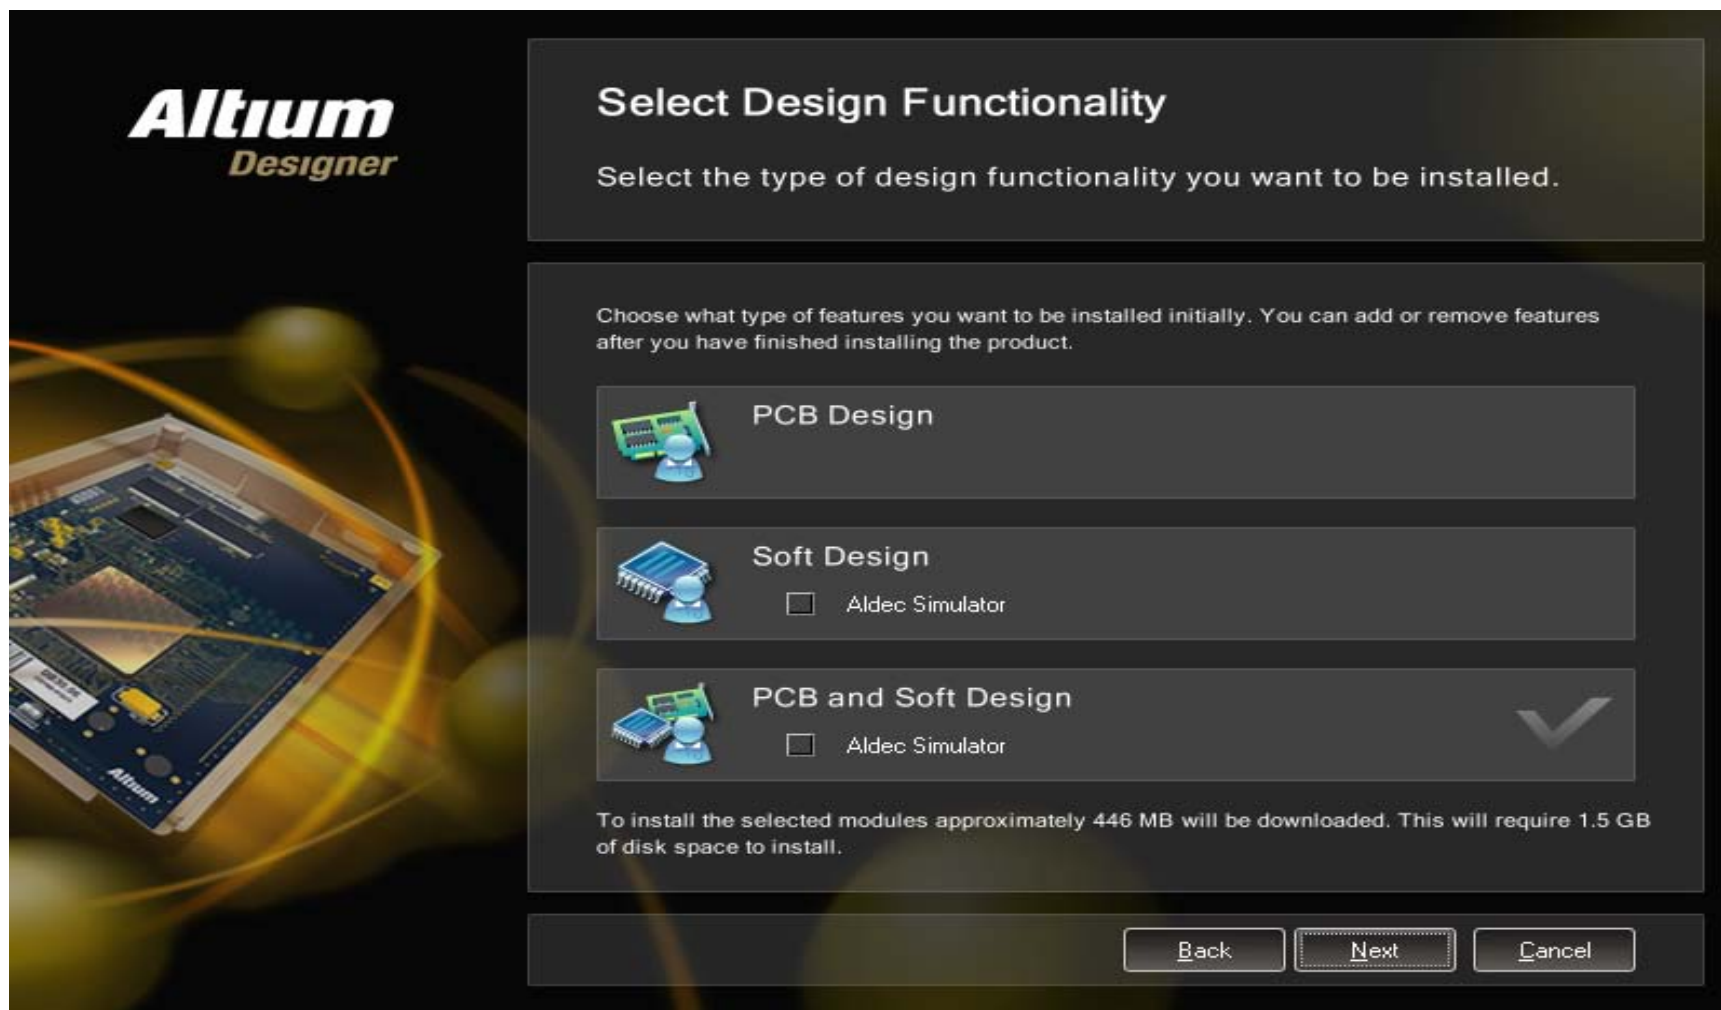 Altium
Designer
Select Design Functionality
Select the type of design functionality you want to be installed.
Choose what type of features you want to be installed initially. You can add or remove features
after you have finished installing the product.
PCB Design
Soft Design
Aldec Simulator
PCB and Soft Design
Aldec Simulator
To install the selected modules approximately 446 MB will be downloaded. This will require 1.5 GB
of disk space to install.
Altium
Back
Next
Cancel